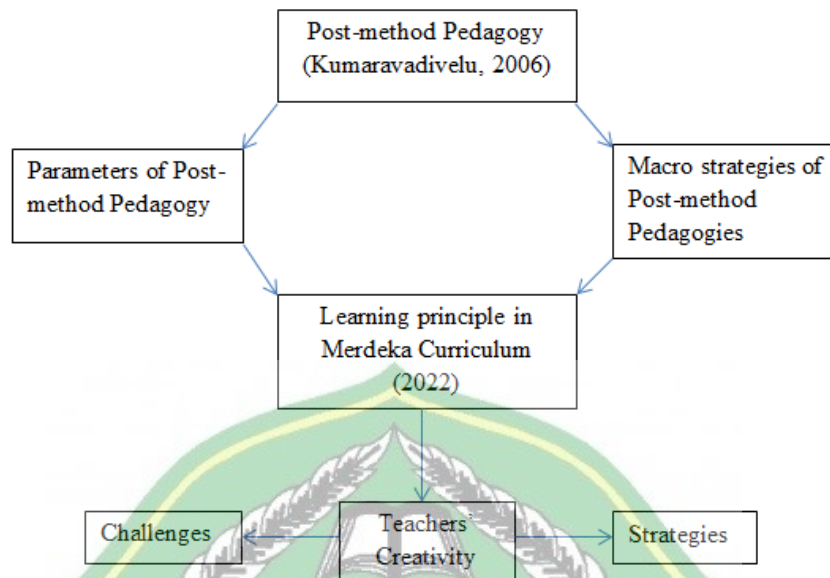 Post-method Pedagogy
(Kumaravadivelu, 2006)
Parameters of Post-
method Pedagogy
Macro strategies of
Post-method
Pedagogies
Learning principle in
Merdeka Curriculum
(2022)
Challenges
Teachers'
Creativity
Strategies